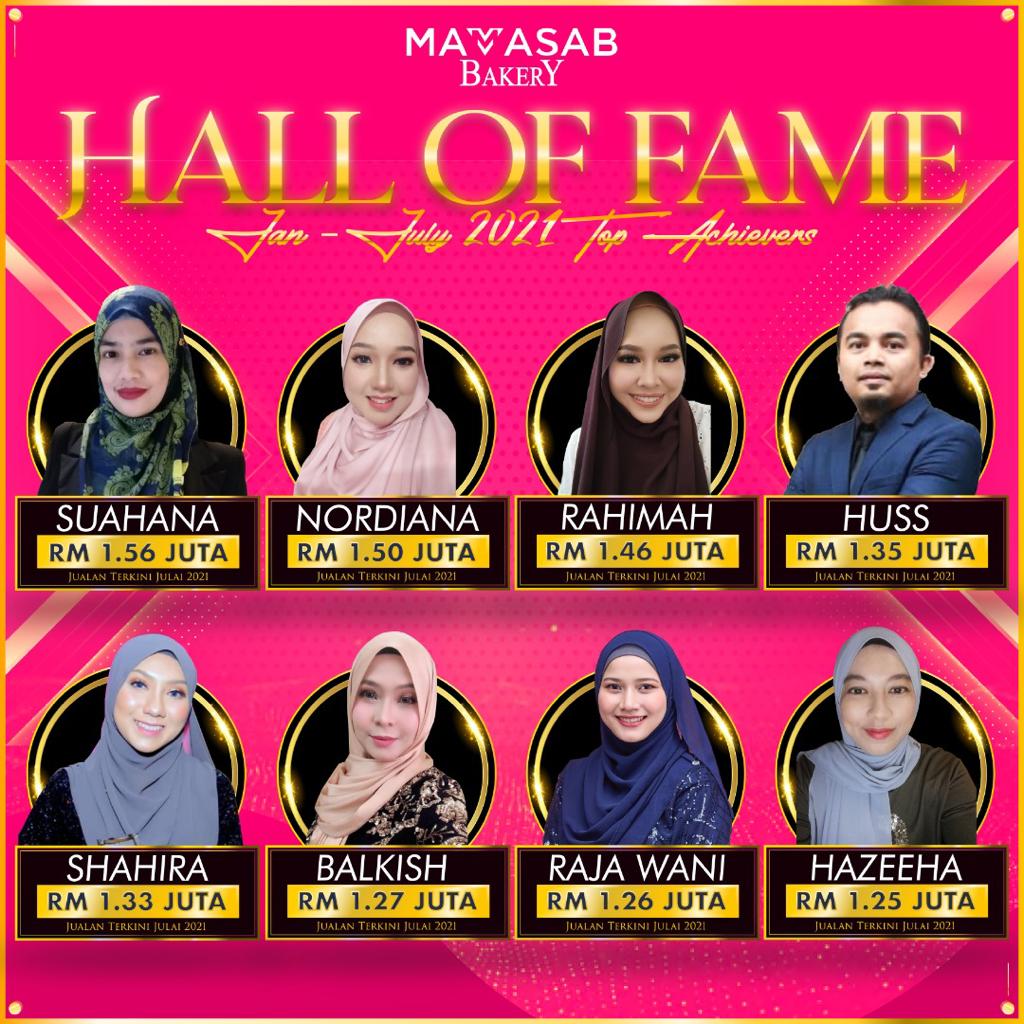 MAVASAB
BAKERY
HALL OF FAME
Jan - July 2021 Top Achievers
SUAHANA
RM 1.56 JUTA
JUALAN TERKINI JULAI 2021
NORDIANA
RM 1.50 JUTA
JUALAN TERKINI JULAI 2021
RAHIMAH
RM 1.46 JUTA
JUALAN TERKINI JULAI 2021
HUSS
RM 1.35 JUTA
JUALAN TERKINI JULAI 2021
SHAHIRA
RM 1.33 JUTA
JUALAN TERKINI JULAI 2021
BALKISH
RM 1.27 JUTA
JUALAN TERKINI JULAI 2021
RAJA WANI
RM 1.26 JUTA
JUALAN TERKINI JULAI 2021
HAZEEHA
RM 1.25 JUTA
JUALAN TERKINI JULAI 2021